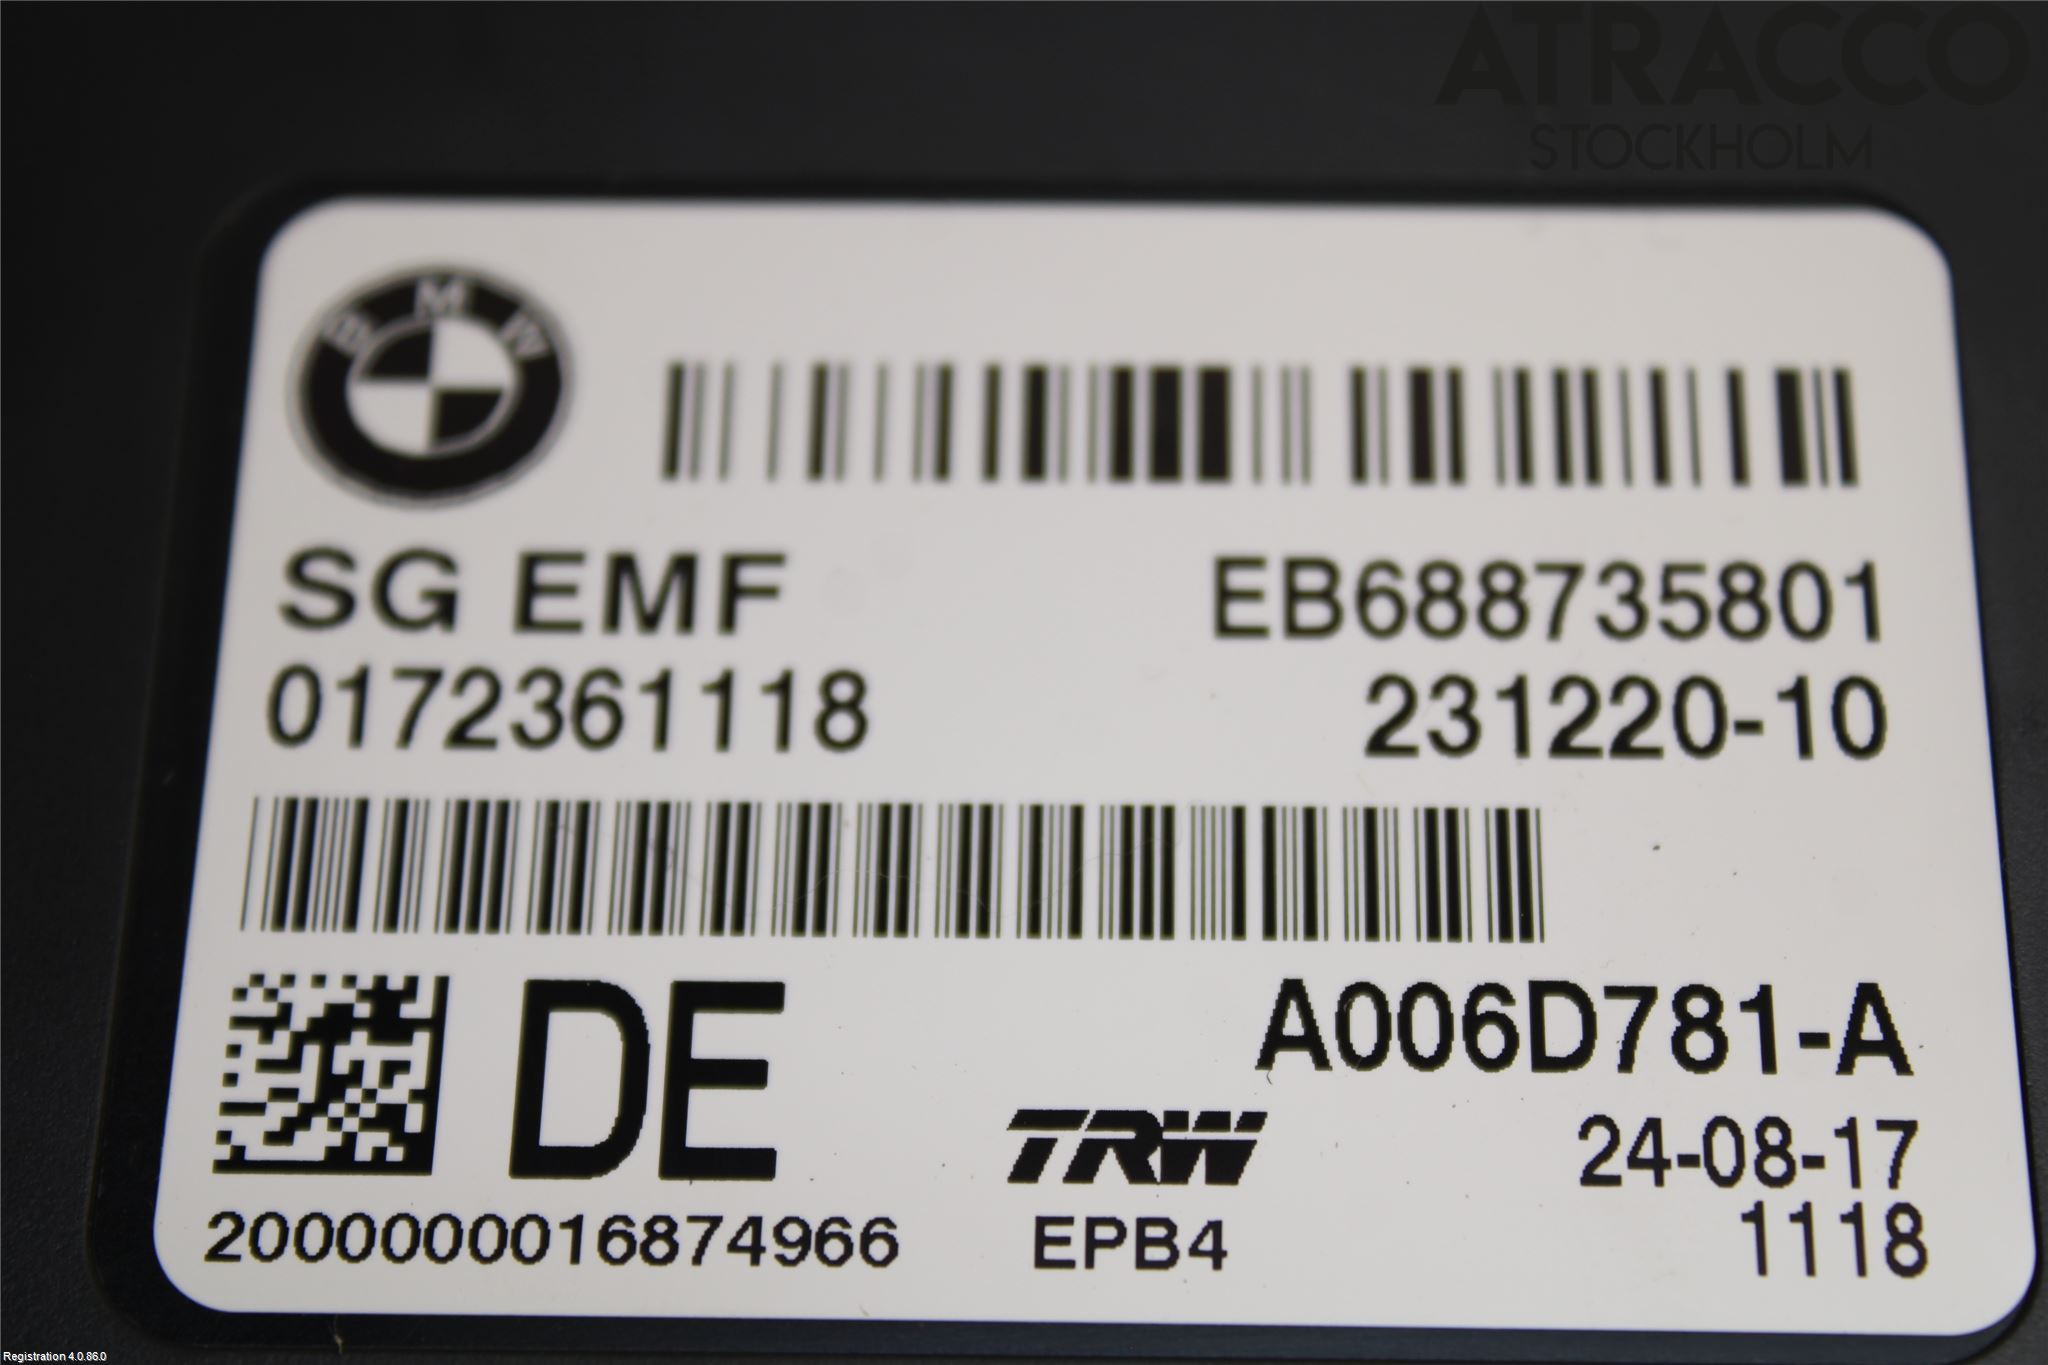 ATRACCO
STOCKHOLM
BMW
SG EMF
EB688735801
0172361118
231220-10
DE
A006D781-A
TRW
24-08-17
2000000016874966
EPB4
1118
Registration 4.0.86.0